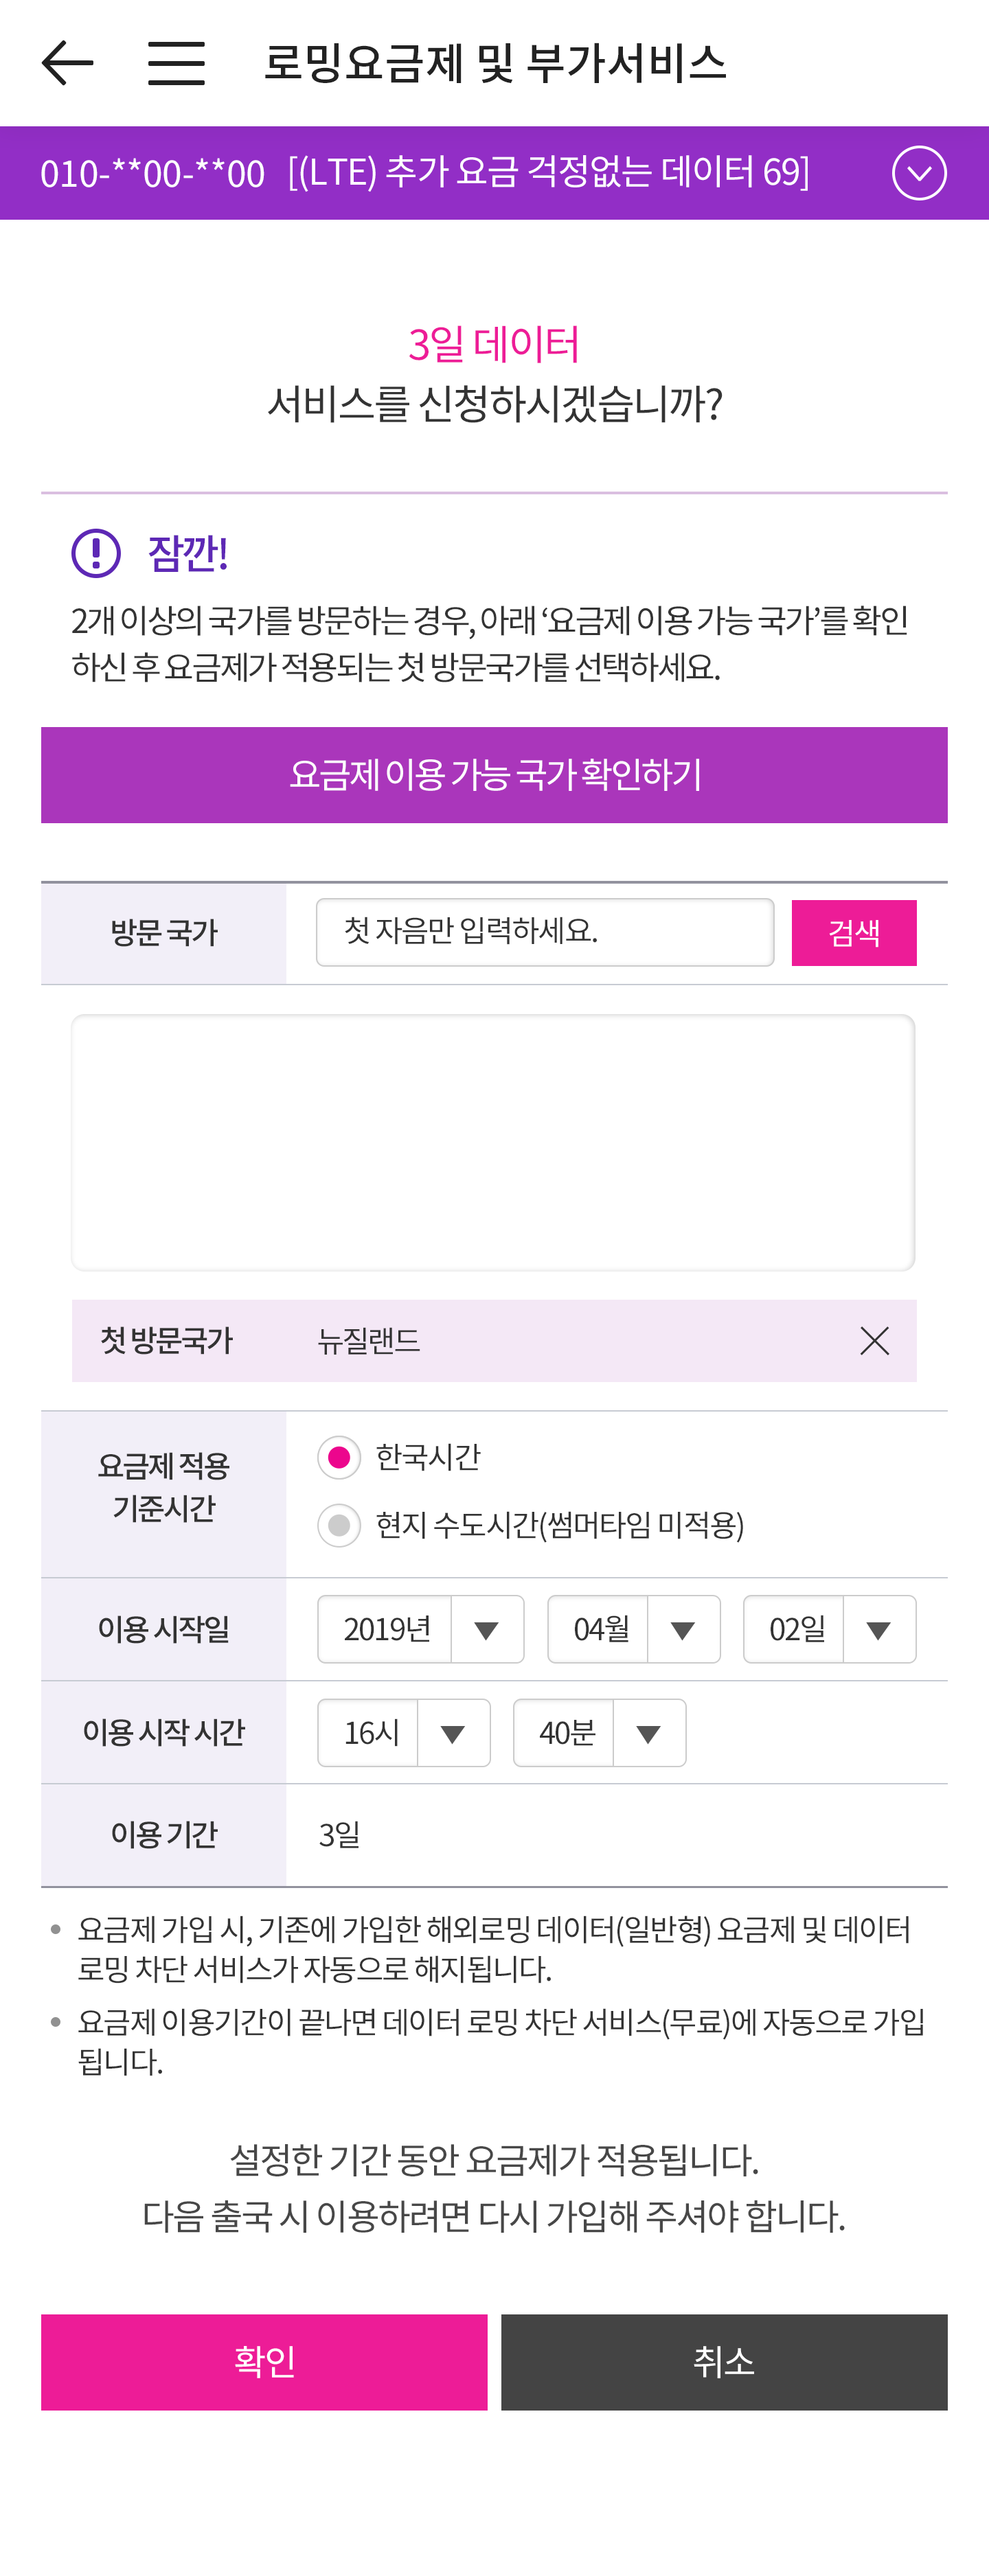 로밍요금제 및 부가서비스
010-**00-**00 [(LTE) 추가 요금 걱정없는 데이터 69]
3일 데이터
서비스를 신청하시겠습니까?
잠깐!
2개 이상의 국가를 방문하는 경우, 아래 ‘요금제 이용 가능 국가’를 확인
하신 후 요금제가 적용되는 첫 방문국가를 선택하세요.
요금제 이용 가능 국가 확인하기
방문 국가 첫 자음만 입력하세요. 검색
첫 방문국가 뉴질랜드
요금제 적용
기준시간
한국시간
현지 수도시간(썸머타임 미적용)
이용 시작일 2019년 04월 02일
이용 시작 시간 16시 40분
이용 기간 3일
요금제 가입 시, 기존에 가입한 해외로밍 데이터(일반형) 요금제 및 데이터
로밍 차단 서비스가 자동으로 해지됩니다.
요금제 이용기간이 끝나면 데이터 로밍 차단 서비스(무료)에 자동으로 가입
됩니다.
설정한 기간 동안 요금제가 적용됩니다.
다음 출국 시 이용하려면 다시 가입해 주셔야 합니다.
확인 취소